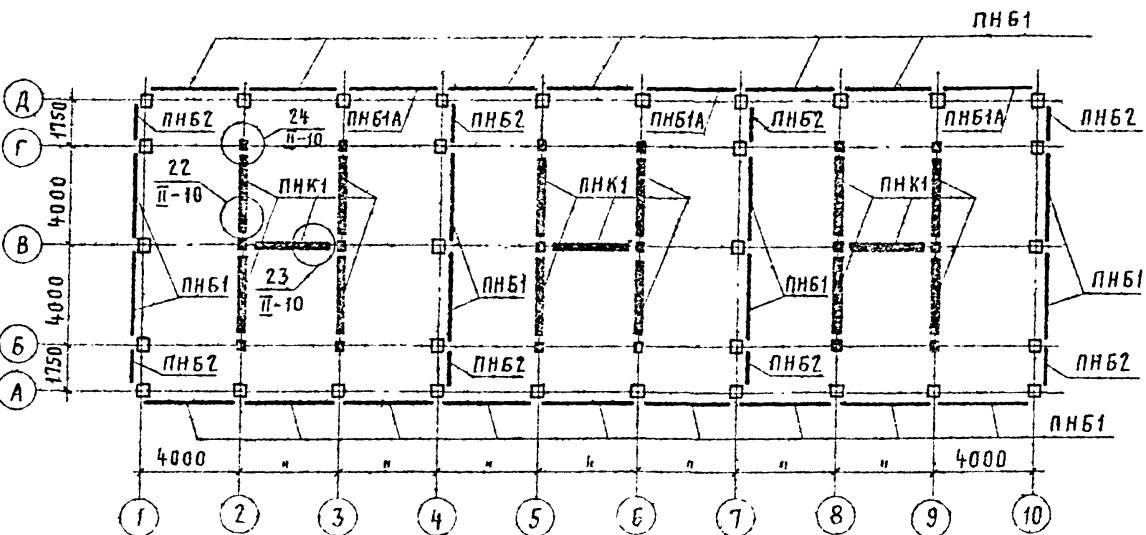 ПНБ1
Д
ПНБ2
24
II-10
ПНБ1А
ПНБ2
ПНБ1А
ПНБ2
ПНБ1А
ПНБ2
1750
Г
22
II-10
ПНК1
ПНК1
ПНК1
4000
В
ПНБ1
23
II-10
ПНБ1
ПНБ1
ПНБ1
4000
Б
ПНБ2
ПНБ2
ПНБ2
ПНБ2
1750
А
ПНБ1
4000 " " " " " " " 4000
1 2 3 4 5 6 7 8 9 10